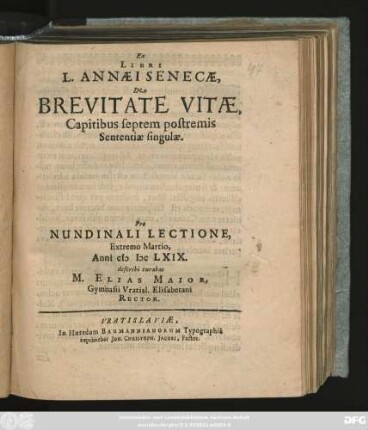 Ex
LIBRI
L. ANNÆI SENECÆ,
De
BREVITATE VITÆ,
Capitibus septem postremis
Sententiæ singulæ.
47
Pro
NUNDINALI LECTIONE,
Extremo Martio,
Anni cIɔ Iɔc LXIX.
describi curabat
M. ELIAS MAIOR,
Gymnasii Vratisl. Elisabetani
RECTOR.
VRATISLAVIÆ,
In Hæredum BAUMANNIANORUM Typographiâ
exprimebat JOH. CHRISTOPH. JACOBI, Factor.
DFG